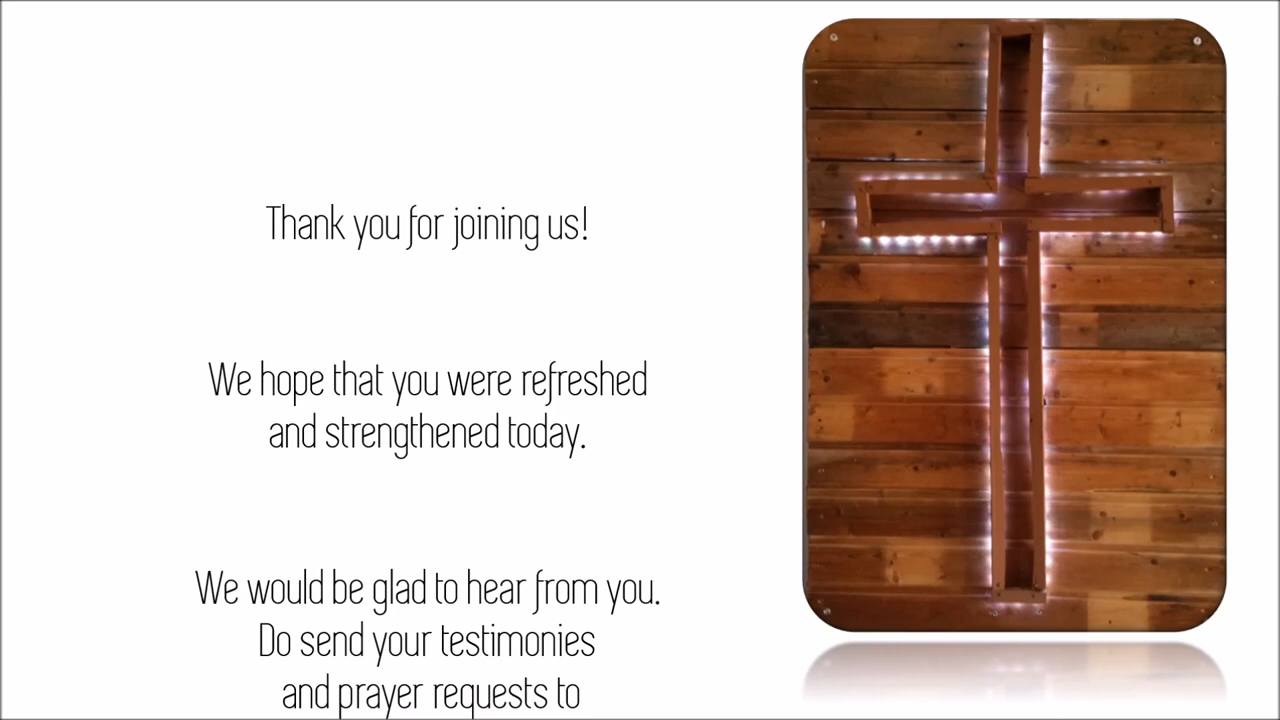 Thank you for joining us!
We hope that you were refreshed
and strengthened today.
We would be glad to hear from you.
Do send your testimonies
and prayer requests to